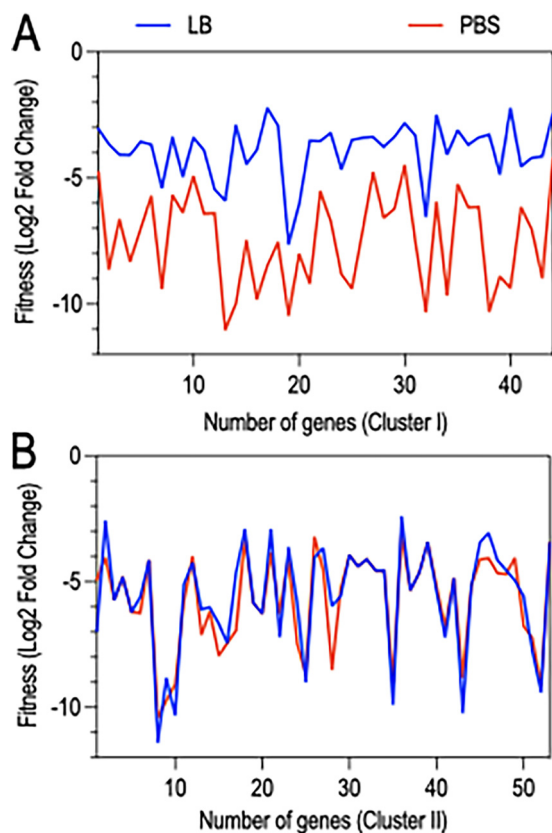 A
LB
PBS
0
-5
-10
Fitness (Log2 Fold Change)
10
20
30
40
Number of genes (Cluster I)
B
0
-5
-10
Fitness (Log2 Fold Change)
10
20
30
40
50
Number of genes (Cluster II)